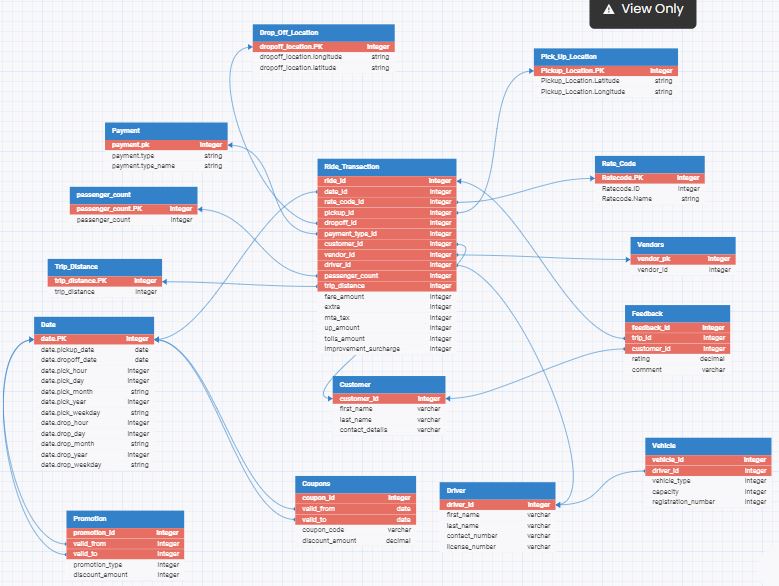 View Only
Drop_Off_Location
dropoff_location.PK Integer
dropoff_location.longitude string
dropoff_location.latitude string
Pick_Up_Location
Pickup_Location.PK Integer
Pickup_Location.Latitude string
Pickup_Location.Longitude string
Payment
payment.pk Integer
payment.type string
payment.type_name string
Ride_Transaction
ride_id Integer
date_id Integer
rate_code_id Integer
pickup_id Integer
dropoff_id Integer
payment_type_id Integer
customer_id Integer
vendor_id Integer
driver_id Integer
passenger_count Integer
trip_distance Integer
fare_amount Integer
extra Integer
mta_tax Integer
up_amount Integer
tolls_amount Integer
improvement_surcharge Integer
Rate_Code
Ratecode.PK Integer
Ratecode.ID Integer
Ratecode.Name string
passenger_count
passenger_count.PK Integer
passenger_count Integer
Vendors
vendor_pk Integer
vendor_id Integer
Trip_Distance
trip_distance.PK Integer
trip_distance Integer
Feedback
feedback_id Integer
trip_id Integer
customer_id Integer
rating decimal
comment varchar
Date
date.PK Integer
date.pickup_date date
date.dropoff_date date
date.pick_hour Integer
date.pick_day Integer
date.pick_month string
date.pick_year Integer
date.pick_weekday string
date.drop_hour Integer
date.drop_day Integer
date.drop_month string
date.drop_year Integer
date.drop_weekday string
Customer
customer_id Integer
first_name varchar
last_name varchar
contact_details varchar
Vehicle
vehicle_id Integer
driver_id Integer
vehicle_type Integer
capacity Integer
registration_number Integer
Coupons
coupon_id Integer
valid_from date
valid_to date
coupon_code varchar
discount_amount decimal
Driver
driver_id Integer
first_name varchar
last_name varchar
contact_number varchar
license_number varchar
Promotion
promotion_id Integer
valid_from Integer
valid_to Integer
promotion_type Integer
discount_amount Integer